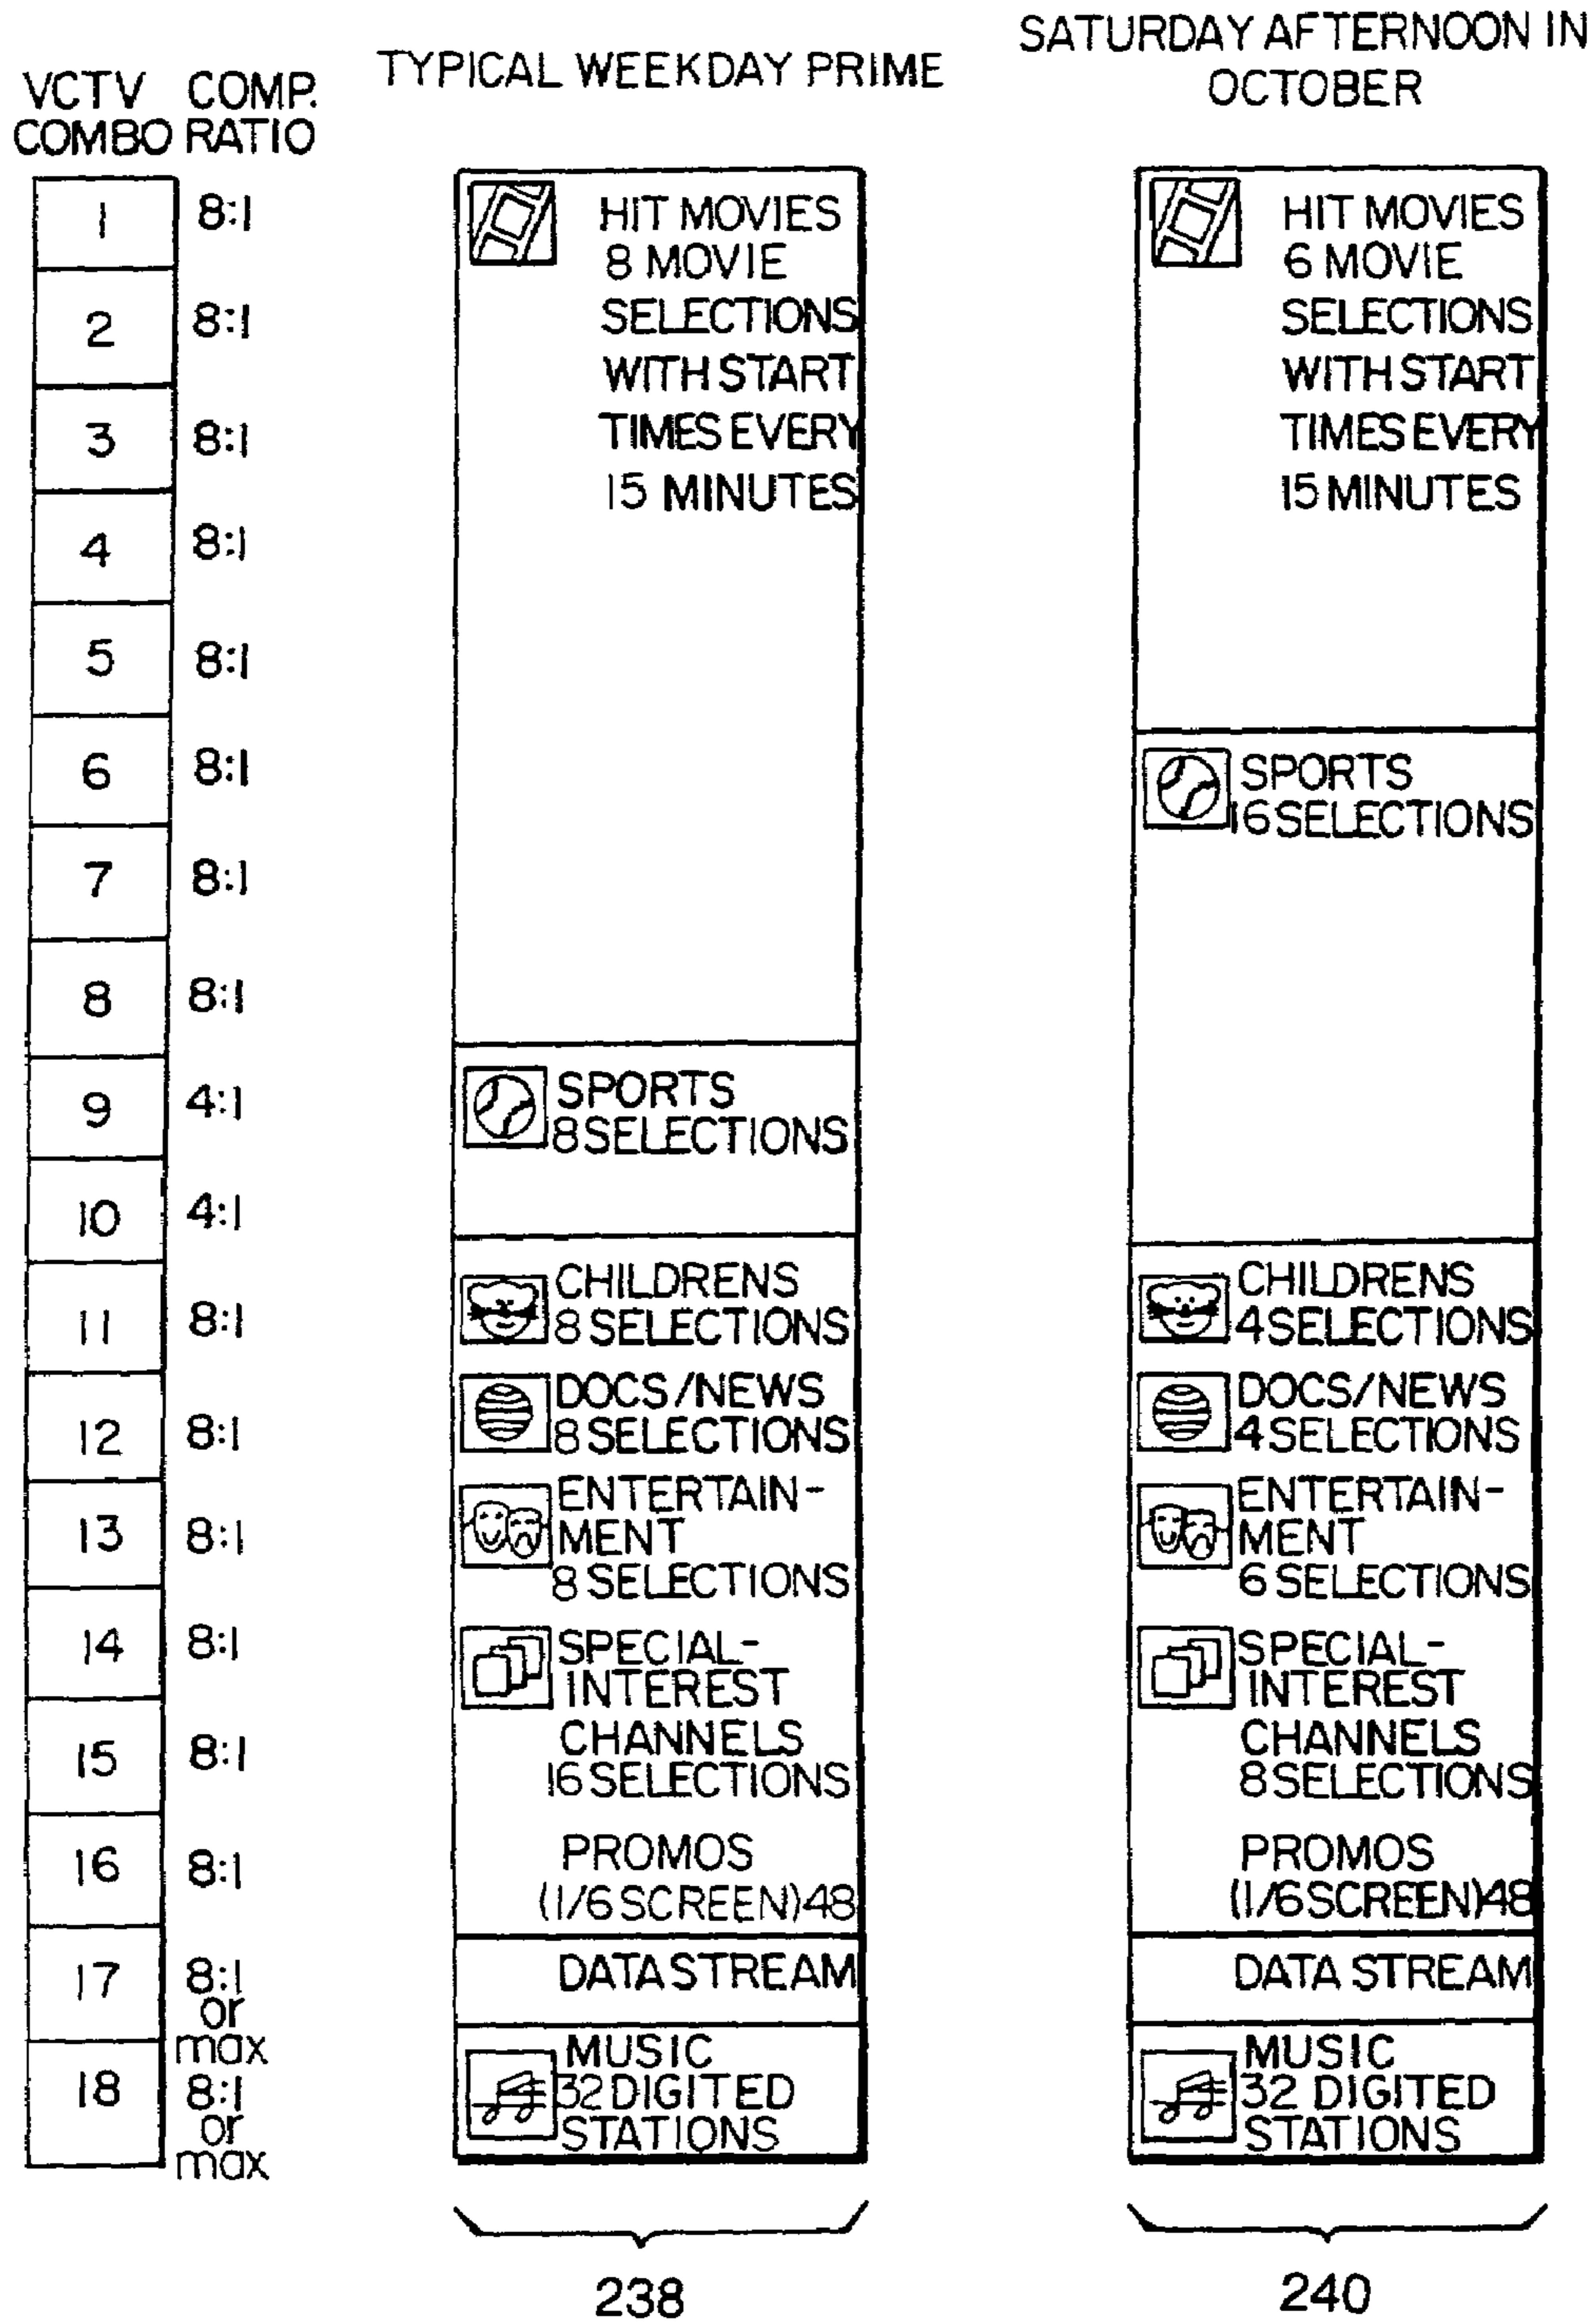 VCTV COMP.
COMBO RATIO
1 8:1
2 8:1
3 8:1
4 8:1
5 8:1
6 8:1
7 8:1
8 8:1
9 4:1
10 4:1
11 8:1
12 8:1
13 8:1
14 8:1
15 8:1
16 8:1
17 8:1
or
max
18 8:1
or
max
TYPICAL WEEKDAY PRIME
HIT MOVIES
8 MOVIE
SELECTIONS
WITH START
TIMES EVERY
15 MINUTES
SPORTS
8 SELECTIONS
CHILDRENS
8 SELECTIONS
DOCS/NEWS
8 SELECTIONS
ENTERTAIN-
MENT
8 SELECTIONS
SPECIAL-
INTEREST
CHANNELS
16 SELECTIONS
PROMOS
(1/6 SCREEN) 48
DATA STREAM
MUSIC
32 DIGITED
STATIONS
238
SATURDAY AFTERNOON IN
OCTOBER
HIT MOVIES
6 MOVIE
SELECTIONS
WITH START
TIMES EVERY
15 MINUTES
SPORTS
16 SELECTIONS
CHILDRENS
4 SELECTIONS
DOCS/NEWS
4 SELECTIONS
ENTERTAIN-
MENT
6 SELECTIONS
SPECIAL-
INTEREST
CHANNELS
8 SELECTIONS
PROMOS
(1/6 SCREEN) 48
DATA STREAM
MUSIC
32 DIGITED
STATIONS
240